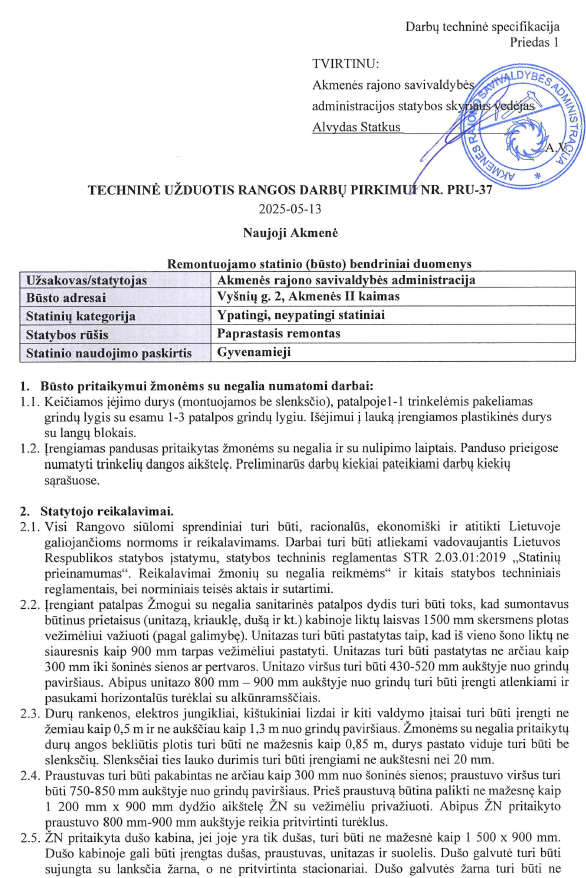 Darbų techninė specifikacija
Priedas 1
TVIRTINU:
Akmenės rajono savivaldybės
administracijos statybos skyriaus vedėjas
Alvydas Statkus
A.V.
AKMENĖS RAJONO SAVIVALDYBĖS ADMINISTRACIJA
TECHNINĖ UŽDUOTIS RANGOS DARBŲ PIRKIMUI NR. PRU-37
2025-05-13
Naujoji Akmenė
Remontuojamo statinio (būsto) bendriniai duomenys
Užsakovas/statytojas Akmenės rajono savivaldybės administracija
Būsto adresai Vyšnių g. 2, Akmenės II kaimas
Statinių kategorija Ypatingi, neypatingi statiniai
Statybos rūšis Paprastasis remontas
Statinio naudojimo paskirtis Gyvenamieji
1. Būsto pritaikymui žmonėms su negalia numatomi darbai:
1.1. Keičiamos įėjimo durys (montuojamos be slenksčio), patalpoje1-1 trinkelėmis pakeliamas
grindų lygis su esamu 1-3 patalpos grindų lygiu. Išėjimui į lauką įrengiamos plastikinės durys
su langų blokais.
1.2. Įrengiamas pandusas pritaikytas žmonėms su negalia ir su nulipimo laiptais. Panduso prieigose
numatyti trinkelių dangos aikštelę. Preliminarūs darbų kiekiai pateikiami darbų kiekių
sąrašuose.
2. Statytojo reikalavimai.
2.1. Visi Rangovo siūlomi sprendiniai turi būti, racionalūs, ekonomiški ir atitikti Lietuvoje
galiojančioms normoms ir reikalavimams. Darbai turi būti atliekami vadovaujantis Lietuvos
Respublikos statybos įstatymu, statybos techninis reglamentas STR 2.03.01:2019 „Statinių
prieinamumas“. Reikalavimai žmonių su negalia reikmėms“ ir kitais statybos techniniais
reglamentais, bei norminiais teisės aktais ir sutartimi.
2.2. Įrengiant patalpas Žmogui su negalia sanitarinės patalpos dydis turi būti toks, kad sumontavus
būtinus prietaisus (unitazą, kriauklę, dušą ir kt.) kabinoje liktų laisvas 1500 mm skersmens plotas
vežimėliui važiuoti (pagal galimybę). Unitazas turi būti pastatytas taip, kad iš vieno šono liktų ne
siauresnis kaip 900 mm tarpas vežimėliui pastatyti. Unitazas turi būti pastatytas ne arčiau kaip
300 mm iki šoninės sienos ar pertvaros. Unitazo viršus turi būti 430-520 mm aukštyje nuo grindų
paviršiaus. Abipus unitazo 800 mm – 900 mm aukštyje nuo grindų turi būti įrengti atlenkiami ir
pasukami horizontalūs turėklai su alkūnramsščiais.
2.3. Durų rankenos, elektros jungikliai, kištukiniai lizdai ir kiti valdymo įtaisai turi būti įrengti ne
žemiau kaip 0,5 m ir ne aukščiau kaip 1,3 m nuo grindų paviršiaus. Žmonėms su negalia pritaikytų
durų angos bekliūtis plotis turi būti ne mažesnis kaip 0,85 m, durys pastato viduje turi būti be
slenksčių. Slenksčiai ties lauko durimis turi būti įrengiami ne aukštesni nei 20 mm.
2.4. Praustuvas turi būti pakabintas ne arčiau kaip 300 mm nuo šoninės sienos; praustuvo viršus turi
būti 750-850 mm aukštyje nuo grindų paviršiaus. Prieš praustuvą būtina palikti ne mažesnę kaip
1 200 mm x 900 mm dydžio aikštelę ŽN su vežimėliu privažiuoti. Abipus ŽN pritaikyto
praustuvo 800 mm-900 mm aukštyje reikia pritvirtinti turėklus.
2.5. ŽN pritaikyta dušo kabina, jei joje yra tik dušas, turi būti ne mažesnė kaip 1 500 x 900 mm.
Dušo kabinoje gali būti įrengtas dušas, praustuvas, unitazas ir suolelis. Dušo galvutė turi būti
sujungta su lanksčia žarna, o ne pritvirtinta stacionariai. Dušo galvutės žarna turi būti ne